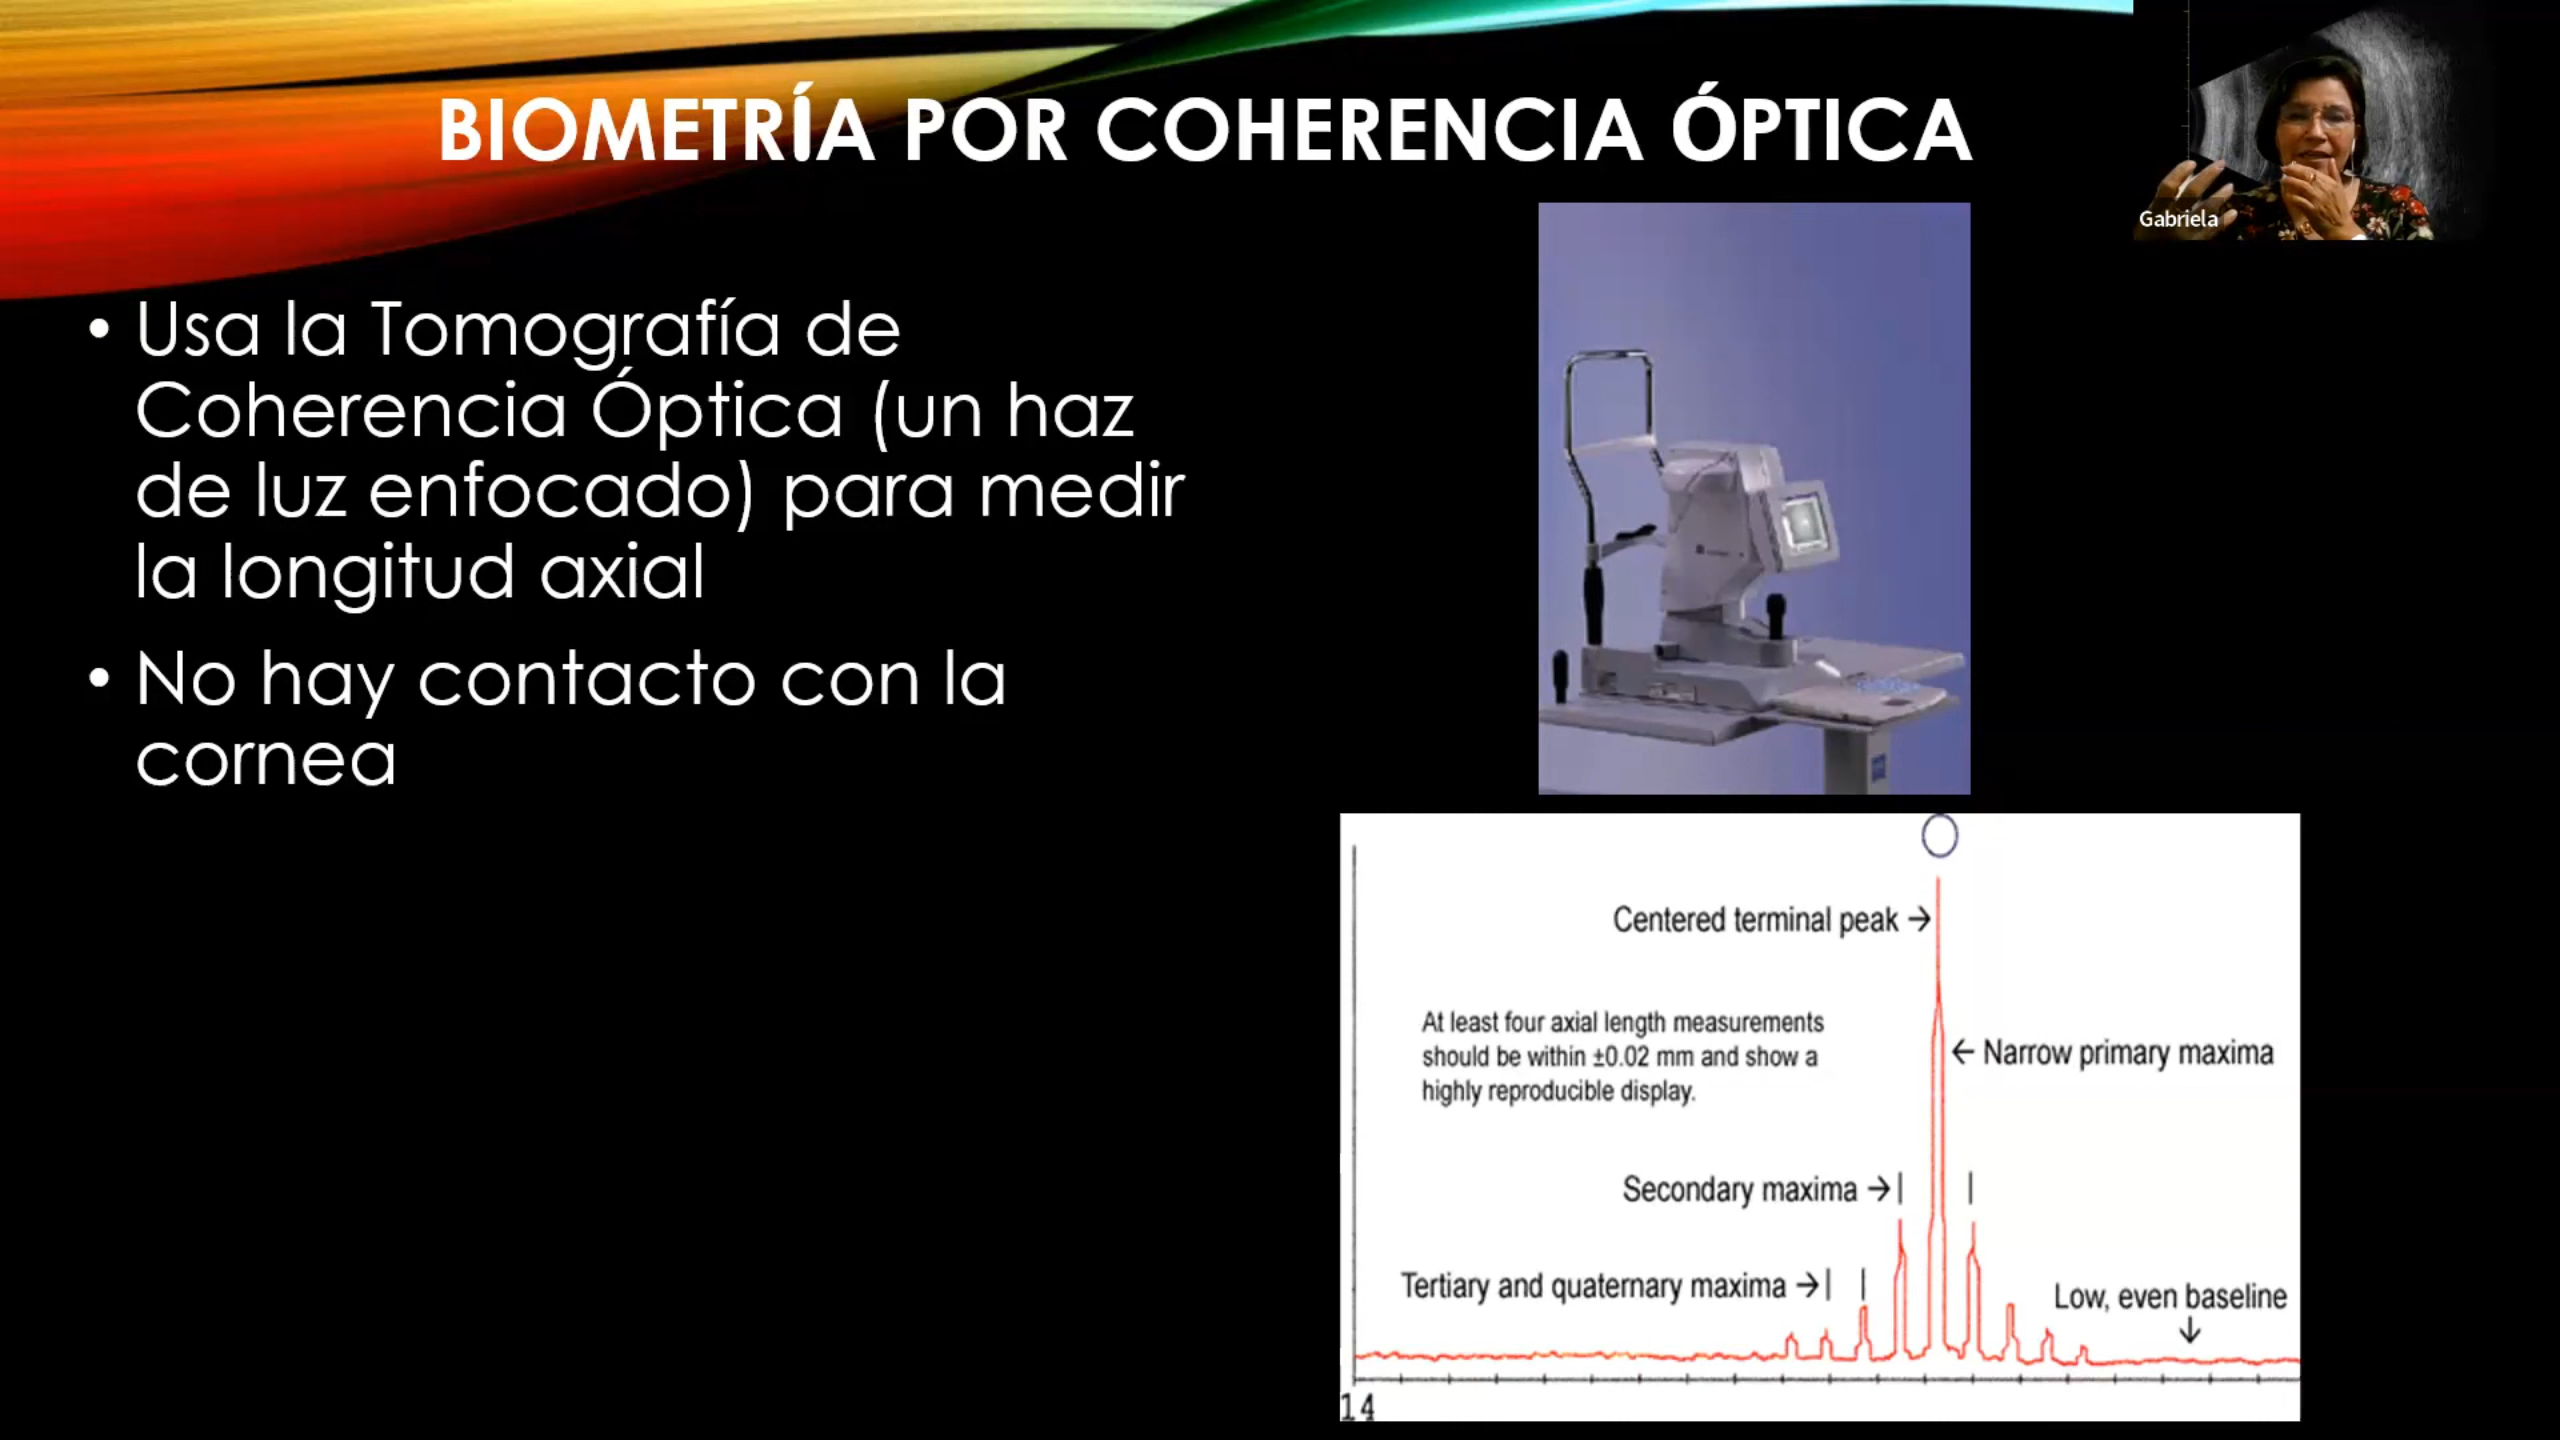 BIOMETRÍA POR COHERENCIA ÓPTICA
Gabriela
• Usa la Tomografía de
Coherencia Óptica (un haz
de luz enfocado) para medir
la longitud axial
• No hay contacto con la
cornea
Centered terminal peak →
At least four axial length measurements
should be within ±0.02 mm and show a
highly reproducible display.
← Narrow primary maxima
Secondary maxima →
Tertiary and quaternary maxima →
Low, even baseline
↓
14